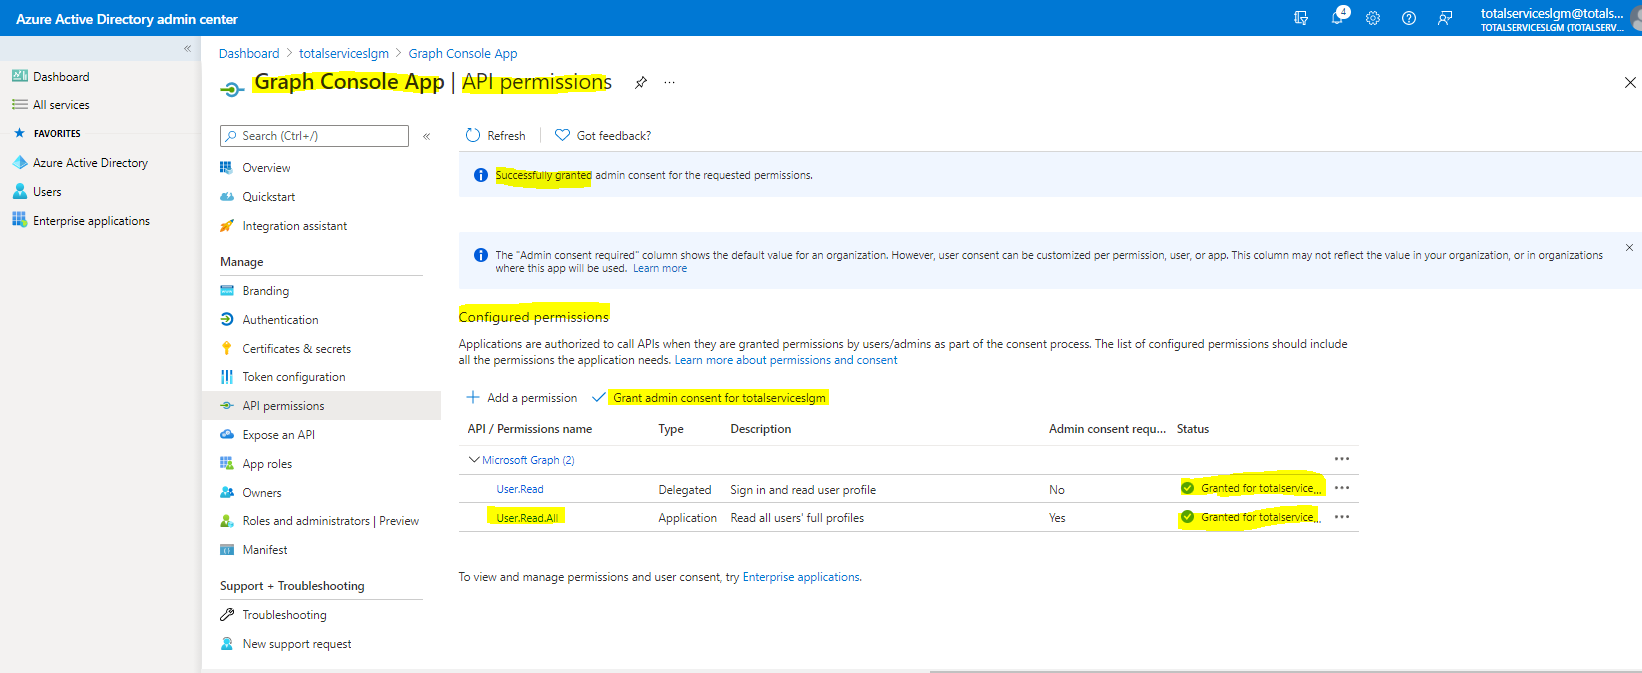 Azure Active Directory admin center
4
totalserviceslgm@totals...
TOTALSERVICESLGM (TOTALSERV...
«
Dashboard
All services
FAVORITES
Azure Active Directory
Users
Enterprise applications
Dashboard > totalserviceslgm > Graph Console App
Graph Console App | API permissions
...
Search (Ctrl+/)
«
Overview
Quickstart
Integration assistant
Manage
Branding
Authentication
Certificates & secrets
Token configuration
API permissions
Expose an API
App roles
Owners
Roles and administrators | Preview
Manifest
Support + Troubleshooting
Troubleshooting
New support request
Refresh
Got feedback?
Successfully granted admin consent for the requested permissions.
The "Admin consent required" column shows the default value for an organization. However, user consent can be customized per permission, user, or app. This column may not reflect the value in your organization, or in organizations
where this app will be used. Learn more
Configured permissions
Applications are authorized to call APIs when they are granted permissions by users/admins as part of the consent process. The list of configured permissions should include
all the permissions the application needs. Learn more about permissions and consent
Add a permission
Grant admin consent for totalserviceslgm
API / Permissions name Type Description Admin consent requ... Status
Microsoft Graph (2)
User.Read Delegated Sign in and read user profile No Granted for totalservice...
User.Read.All Application Read all users' full profiles Yes Granted for totalservice...
To view and manage permissions and user consent, try Enterprise applications.